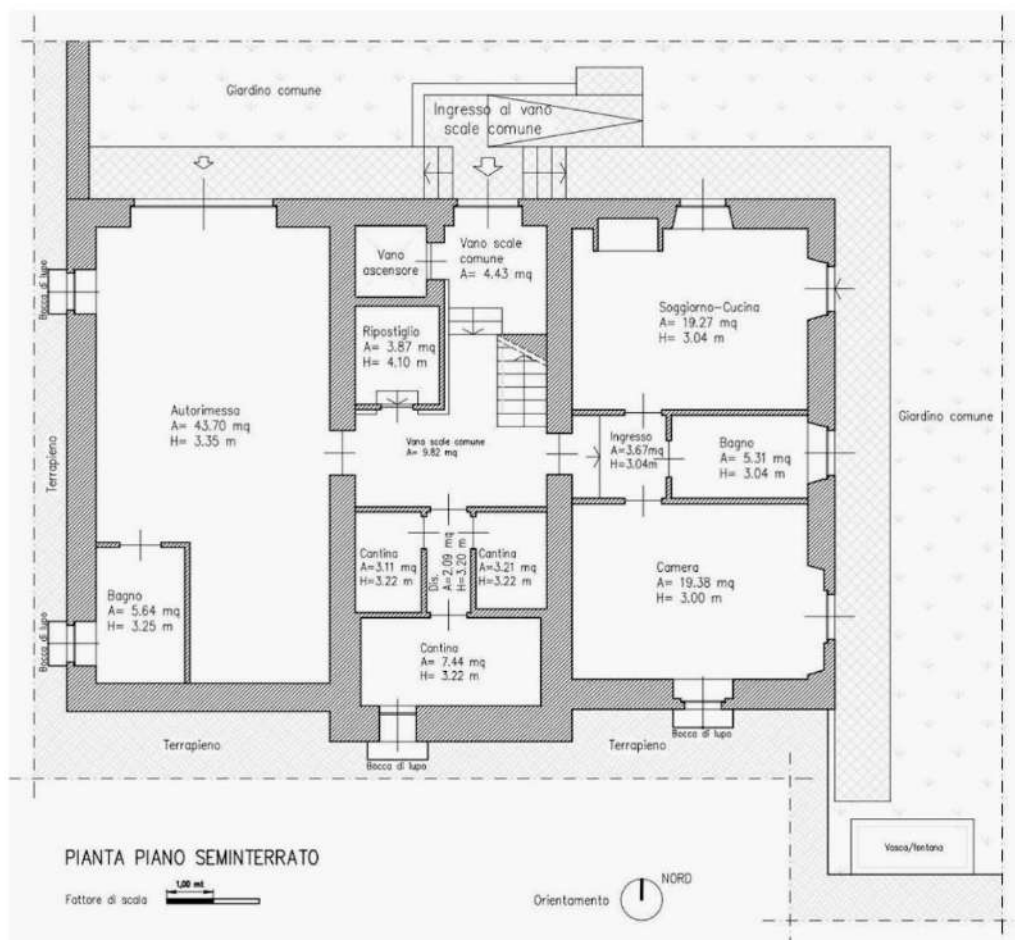 Giardino comune
Ingresso al vano
scale comune
Bocca di lupo
Vano
ascensore
Vano scale
comune
A= 4.43 mq
Ripostiglio
A= 3.87 mq
H= 4.10 m
Soggiorno-Cucina
A= 19.27 mq
H= 3.04 m
Autorimessa
A= 43.70 mq
H= 3.35 m
Giardino comune
Terrapieno
Vano scale comune
A= 9.82 mq
Ingresso
A=3.67mq
H=3.04m
Bagno
A= 5.31 mq
H= 3.04 m
Cantina
A=3.11 mq
H=3.22 m
Dis.
A=2.09 mq
H=3.20 m
Cantina
A=3.21 mq
H=3.22 m
Camera
A= 19.38 mq
H= 3.00 m
Bagno
A= 5.64 mq
H= 3.25 m
Bocca di lupo
Cantina
A= 7.44 mq
H= 3.22 m
Terrapieno
Bocca di lupo
Terrapieno
Bocca di lupo
Vasca/fontana
PIANTA PIANO SEMINTERRATO
Fattore di scala
1,00 mt
Orientamento
NORD